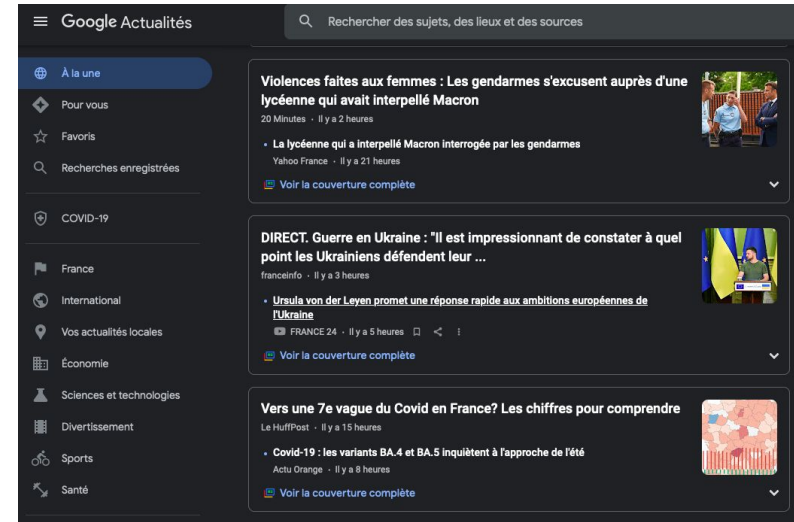 Google Actualités
Rechercher des sujets, des lieux et des sources
À la une
Pour vous
Favoris
Recherches enregistrées
COVID-19
France
International
Vos actualités locales
Économie
Sciences et technologies
Divertissement
Sports
Santé
Violences faites aux femmes : Les gendarmes s'excusent auprès d'une
lycéenne qui avait interpellé Macron
20 Minutes · Il y a 2 heures
• La lycéenne qui a interpellé Macron interrogée par les gendarmes
Yahoo France · Il y a 21 heures
Voir la couverture complète
DIRECT. Guerre en Ukraine : "Il est impressionnant de constater à quel
point les Ukrainiens défendent leur ...
franceinfo · Il y a 3 heures
• Ursula von der Leyen promet une réponse rapide aux ambitions européennes de
l'Ukraine
FRANCE 24 · Il y a 5 heures
Voir la couverture complète
Vers une 7e vague du Covid en France? Les chiffres pour comprendre
Le HuffPost · Il y a 15 heures
• Covid-19 : les variants BA.4 et BA.5 inquiètent à l'approche de l'été
Actu Orange · Il y a 8 heures
Voir la couverture complète